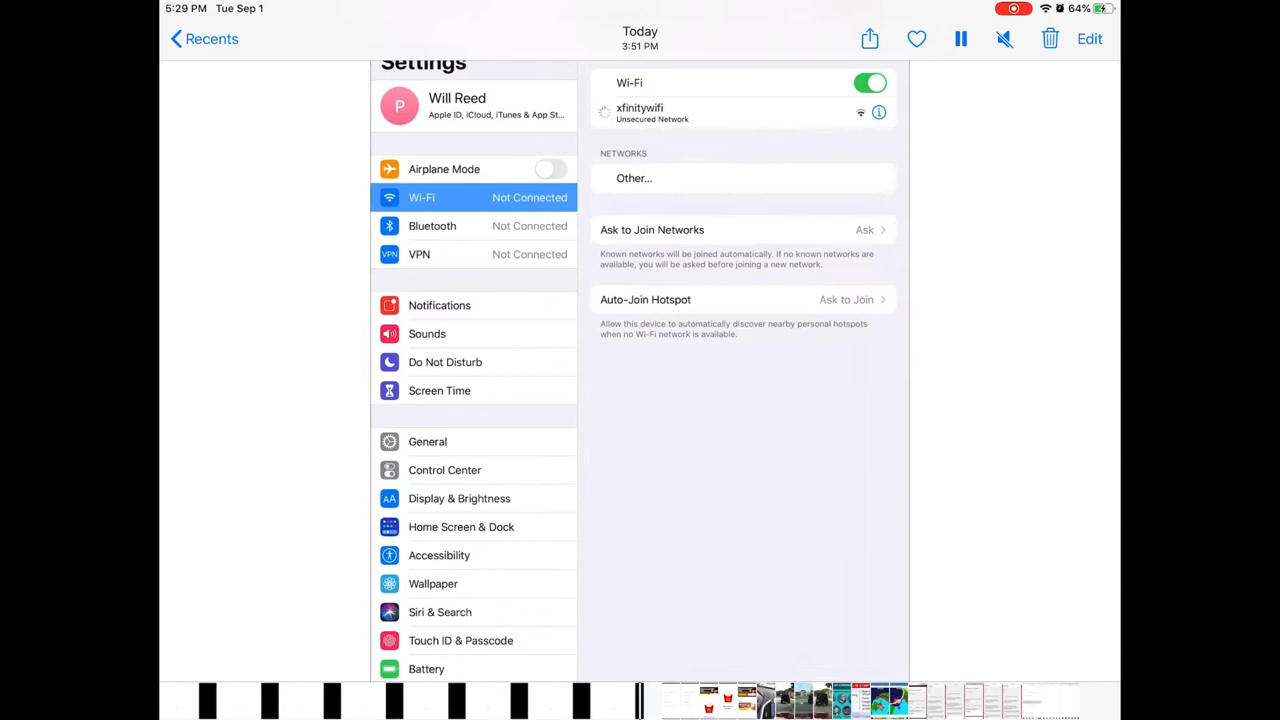 5:29 PM Tue Sep 1
64%
Recents
Today
3:51 PM
Edit
Settings
P
Will Reed
Apple ID, iCloud, iTunes & App St...
Airplane Mode
Wi-Fi Not Connected
Bluetooth Not Connected
VPN VPN Not Connected
Notifications
Sounds
Do Not Disturb
Screen Time
General
Control Center
AA Display & Brightness
Home Screen & Dock
Accessibility
Wallpaper
Siri & Search
Touch ID & Passcode
Battery
Wi-Fi
xfinitywifi
Unsecured Network
NETWORKS
Other...
Ask to Join Networks Ask
Known networks will be joined automatically. If no known networks are
available, you will be asked before joining a new network.
Auto-Join Hotspot Ask to Join
Allow this device to automatically discover nearby personal hotspots
when no Wi-Fi network is available.